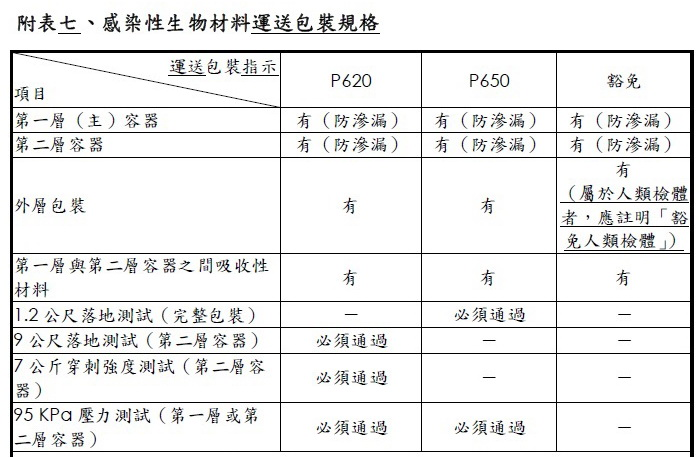 附表七、感染性生物材料運送包裝規格
運送包裝指示
項目
P620
P650
豁免
第一層（主）容器
有（防滲漏）
有（防滲漏）
有（防滲漏）
第二層容器
有（防滲漏）
有（防滲漏）
有（防滲漏）
外層包裝
有
有
有
（屬於人類檢體
者，應註明「豁
免人類檢體」）
第一層與第二層容器之間吸收性
材料
有
有
有
1.2 公尺落地測試（完整包裝）
－
必須通過
－
9 公尺落地測試（第二層容器）
必須通過
－
－
7 公斤穿刺強度測試（第二層容
器）
必須通過
－
－
95 KPa 壓力測試（第一層或第
二層容器）
必須通過
必須通過
－